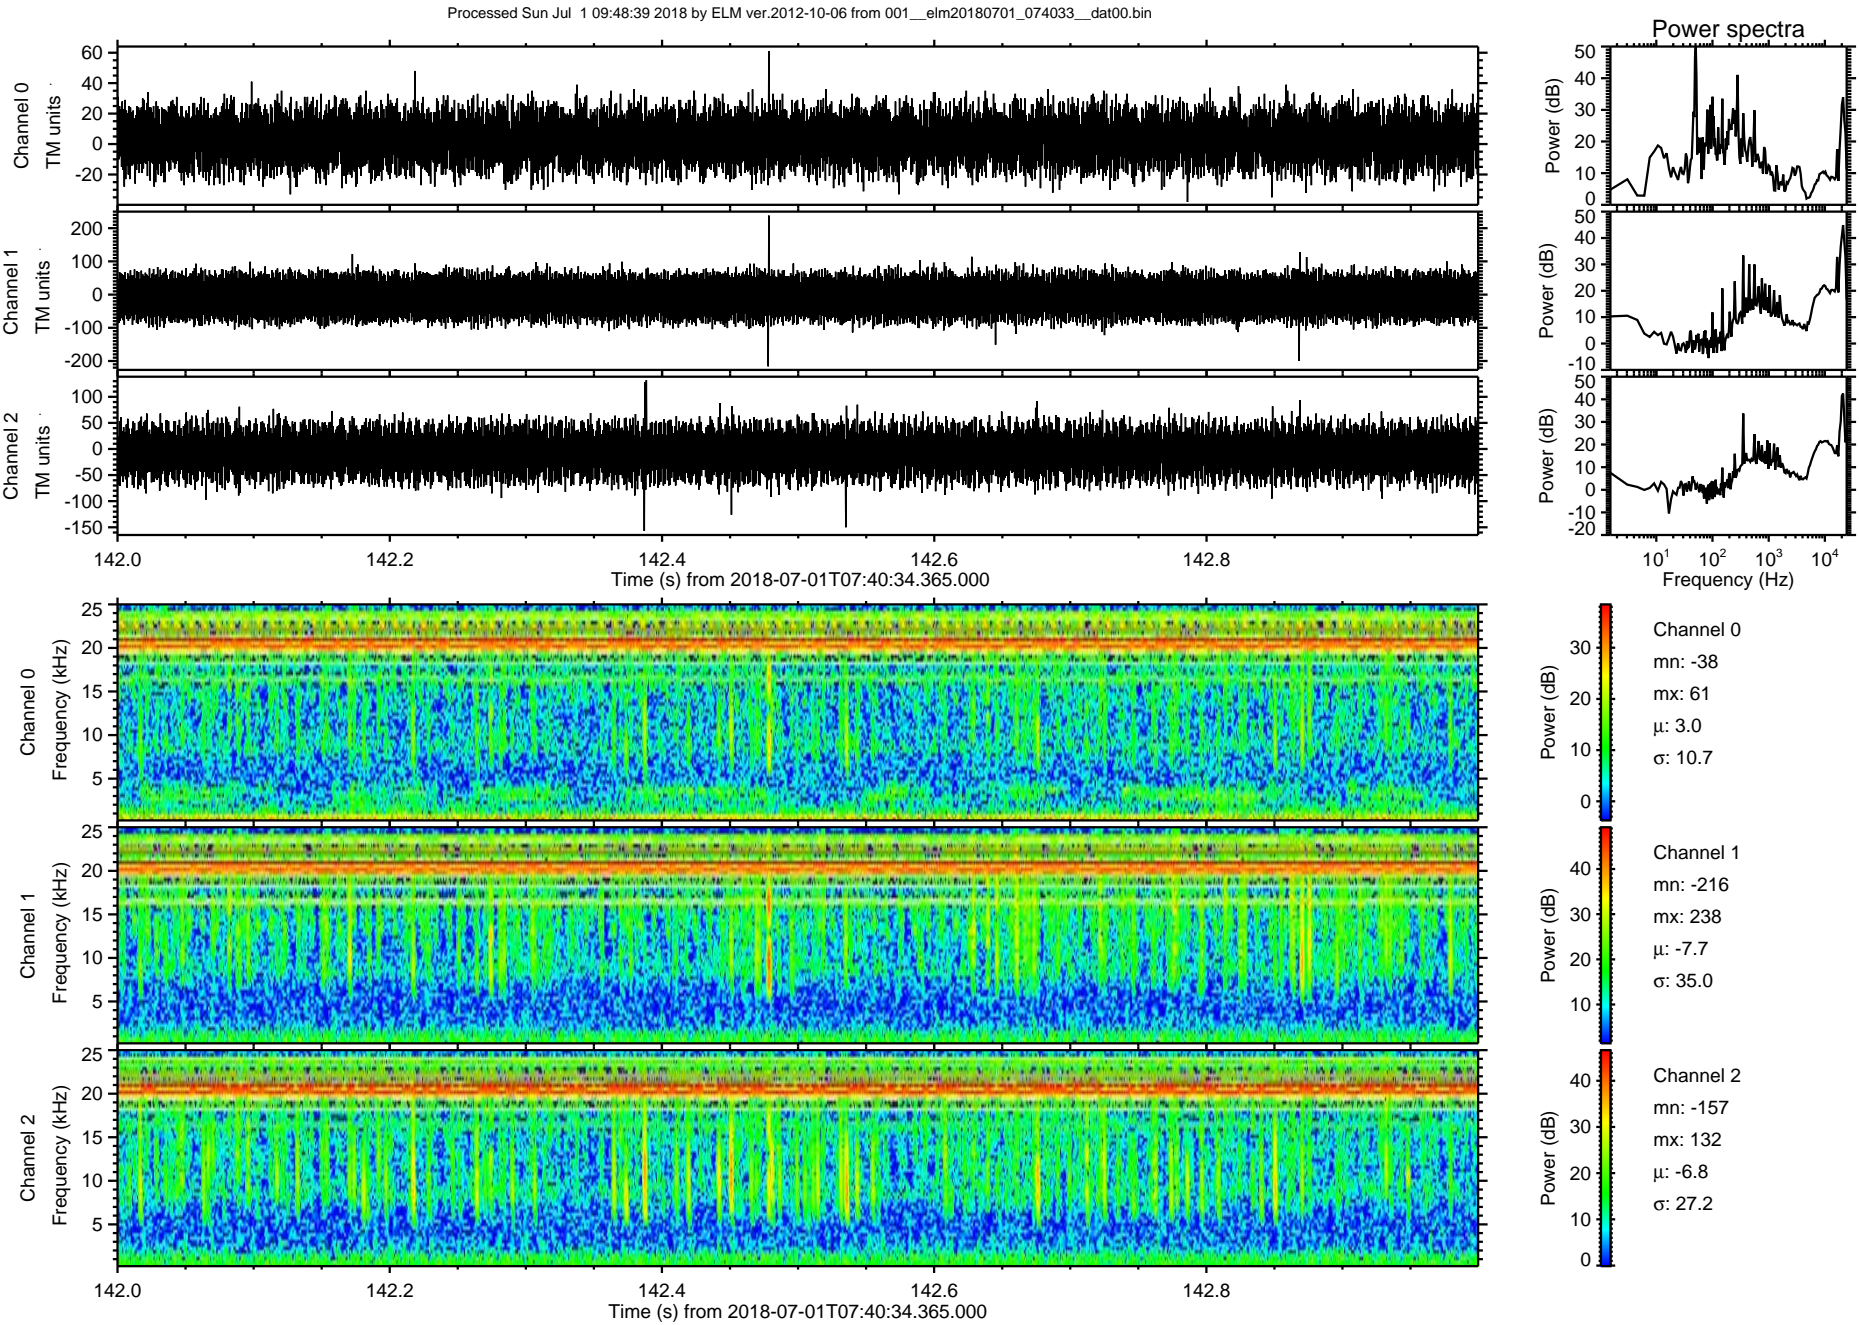 Processed Sun Jul  1 09:48:39 2018 by ELM ver.2012-10-06 from 001__elm20180701_074033__dat00.bin
Power spectra
Channel 0
TM units
60
40
20
0
-20
Power (dB)
50
40
30
20
10
0
Channel 1
TM units
200
100
0
-100
-200
Power (dB)
50
40
30
20
10
0
-10
Channel 2
TM units
100
50
0
-50
-100
-150
Power (dB)
50
40
30
20
10
0
-10
-20
142.0 142.2 142.4 142.6 142.8
Time (s) from 2018-07-01T07:40:34.365.000
10^1 10^2 10^3 10^4
Frequency (Hz)
Channel 0
Frequency (kHz)
25
20
15
10
5
Power (dB)
30
20
10
0
Channel 0
mn: -38
mx: 61
μ: 3.0
σ: 10.7
Channel 1
Frequency (kHz)
25
20
15
10
5
Power (dB)
40
30
20
10
Channel 1
mn: -216
mx: 238
μ: -7.7
σ: 35.0
Channel 2
Frequency (kHz)
25
20
15
10
5
Power (dB)
40
30
20
10
0
Channel 2
mn: -157
mx: 132
μ: -6.8
σ: 27.2
142.0 142.2 142.4 142.6 142.8
Time (s) from 2018-07-01T07:40:34.365.000